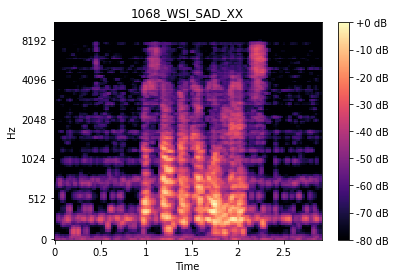 1068_WSI_SAD_XX
8192
4096
2048
1024
512
0
Hz
0
0.5
1
1.5
2
2.5
Time
+0 dB
-10 dB
-20 dB
-30 dB
-40 dB
-50 dB
-60 dB
-70 dB
-80 dB